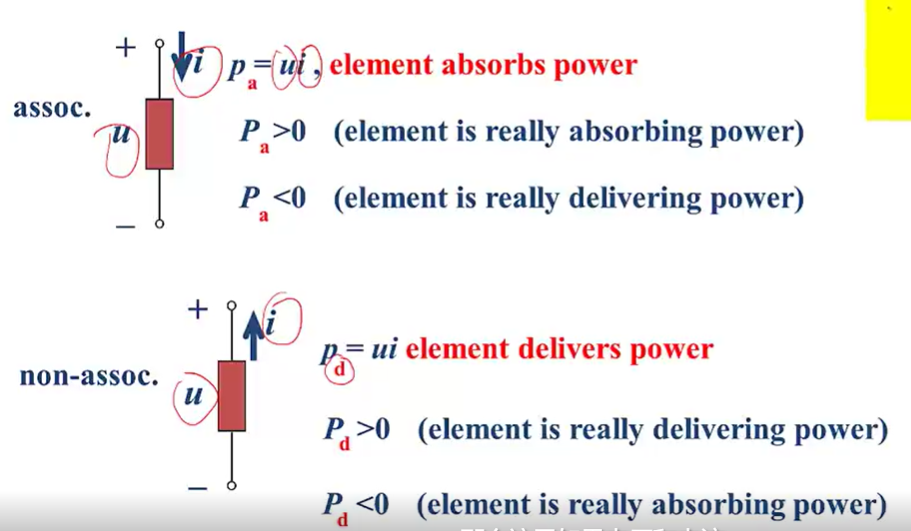 + i p_a = ui , element absorbs power
assoc. u P_a >0 (element is really absorbing power)
P_a <0 (element is really delivering power)
−
+ i p_d = ui element delivers power
non-assoc. u
P_d >0 (element is really delivering power)
− P_d <0 (element is really absorbing power)